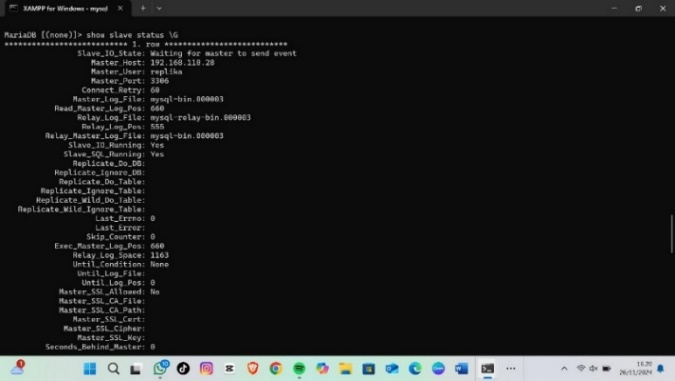 XAMPP for Windows - mysql
MariaDB [(none)]> show slave status \G
*************************** 1. row ***************************
Slave_IO_State: Waiting for master to send event
Master_Host: 192.168.110.28
Master_User: replika
Master_Port: 3306
Connect_Retry: 60
Master_Log_File: mysql-bin.000003
Read_Master_Log_Pos: 660
Relay_Log_File: mysql-relay-bin.000003
Relay_Log_Pos: 555
Relay_Master_Log_File: mysql-bin.000003
Slave_IO_Running: Yes
Slave_SQL_Running: Yes
Replicate_Do_DB:
Replicate_Ignore_DB:
Replicate_Do_Table:
Replicate_Ignore_Table:
Replicate_Wild_Do_Table:
Replicate_Wild_Ignore_Table:
Last_Errno: 0
Last_Error:
Skip_Counter: 0
Exec_Master_Log_Pos: 660
Relay_Log_Space: 1163
Until_Condition: None
Until_Log_File:
Until_Log_Pos: 0
Master_SSL_Allowed: No
Master_SSL_CA_File:
Master_SSL_CA_Path:
Master_SSL_Cert:
Master_SSL_Cipher:
Master_SSL_Key:
Seconds_Behind_Master: 0
16.20
26/11/2024